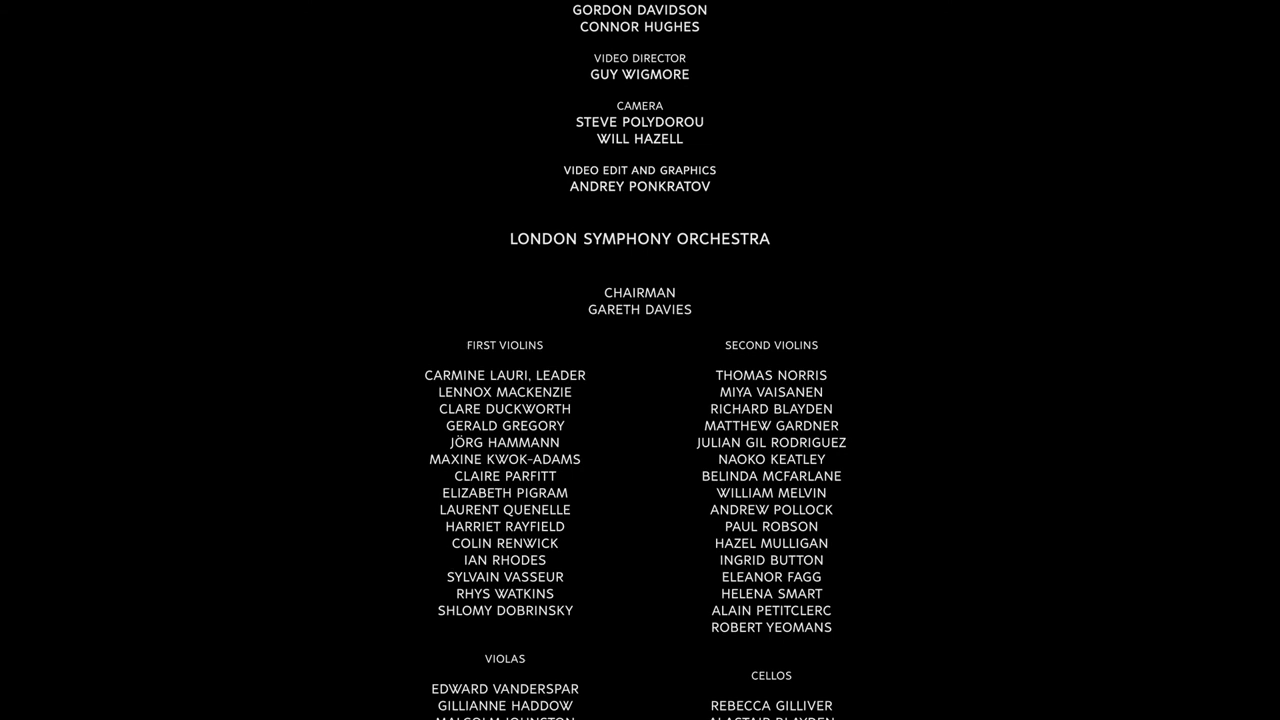 GORDON DAVIDSON
CONNOR HUGHES
VIDEO DIRECTOR
GUY WIGMORE
CAMERA
STEVE POLYDOROU
WILL HAZELL
VIDEO EDIT AND GRAPHICS
ANDREY PONKRATOV
LONDON SYMPHONY ORCHESTRA
CHAIRMAN
GARETH DAVIES
FIRST VIOLINS
CARMINE LAURI, LEADER
LENNOX MACKENZIE
CLARE DUCKWORTH
GERALD GREGORY
JÖRG HAMMANN
MAXINE KWOK-ADAMS
CLAIRE PARFITT
ELIZABETH PIGRAM
LAURENT QUENELLE
HARRIET RAYFIELD
COLIN RENWICK
IAN RHODES
SYLVAIN VASSEUR
RHYS WATKINS
SHLOMY DOBRINSKY
VIOLAS
EDWARD VANDERSPAR
GILLIANNE HADDOW
MALCOLM JOHNSTON
SECOND VIOLINS
THOMAS NORRIS
MIYA VAISANEN
RICHARD BLAYDEN
MATTHEW GARDNER
JULIAN GIL RODRIGUEZ
NAOKO KEATLEY
BELINDA MCFARLANE
WILLIAM MELVIN
ANDREW POLLOCK
PAUL ROBSON
HAZEL MULLIGAN
INGRID BUTTON
ELEANOR FAGG
HELENA SMART
ALAIN PETITCLERC
ROBERT YEOMANS
CELLOS
REBECCA GILLIVER
ALASTAIR BLAYDEN